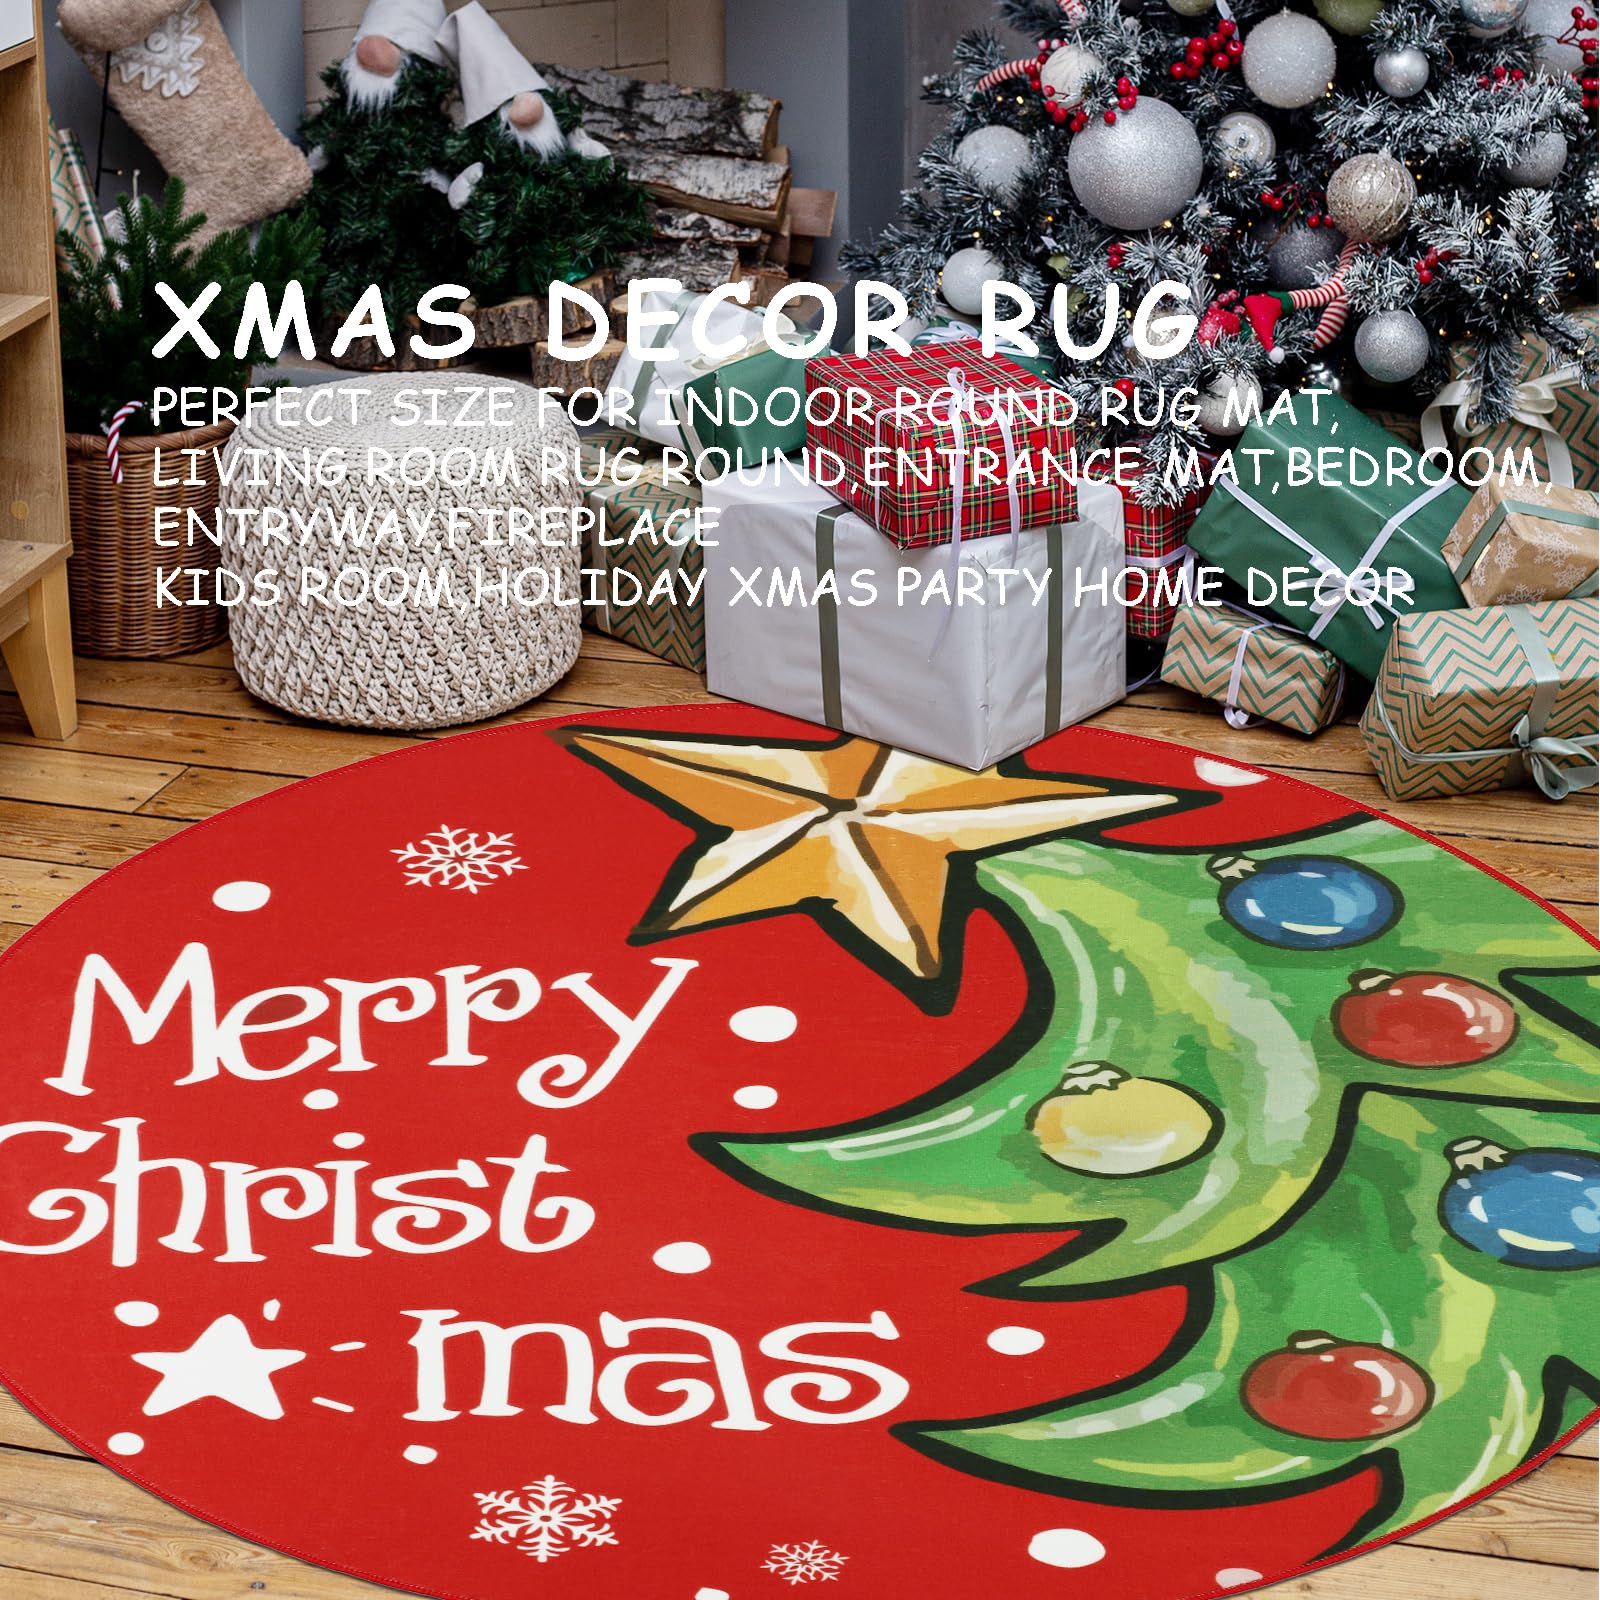 XMAS DECOR RUG
PERFECT SIZE FOR INDOOR ROUND RUG MAT,
LIVING ROOM RUG ROUND,ENTRANCE MAT,BEDROOM,
ENTRYWAY,FIREPLACE
KIDS ROOM,HOLIDAY XMAS PARTY HOME DECOR
Merry
Christ
mas